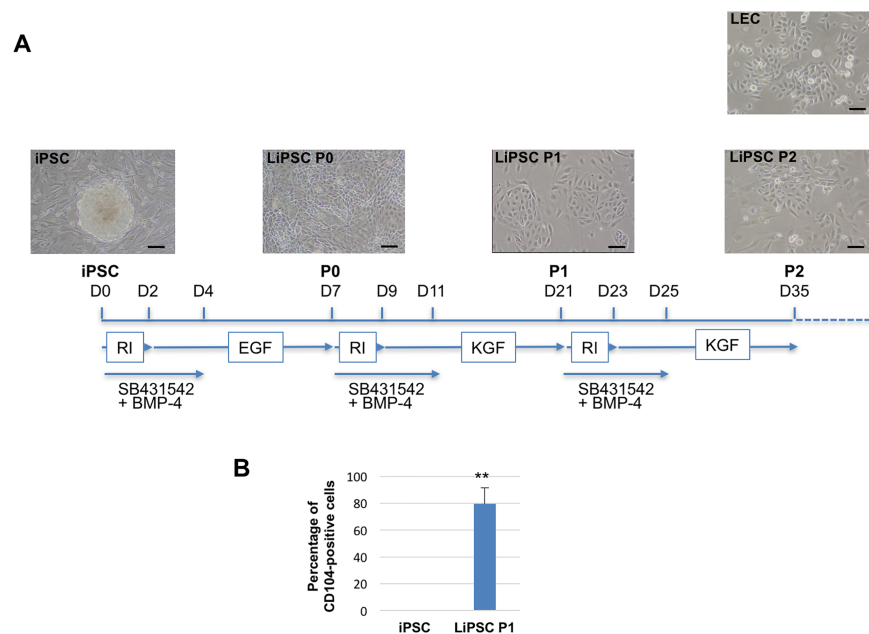 A
LEC
iPSC
LiPSC P0
LiPSC P1
LiPSC P2
iPSC
P0
P1
P2
D0
D2
D4
D7
D9
D11
D21
D23
D25
D35
RI
EGF
RI
KGF
RI
KGF
SB431542
+ BMP-4
SB431542
+ BMP-4
SB431542
+ BMP-4
B
Percentage of
CD104-positive cells
100
80
60
40
20
0
**
iPSC
LiPSC P1